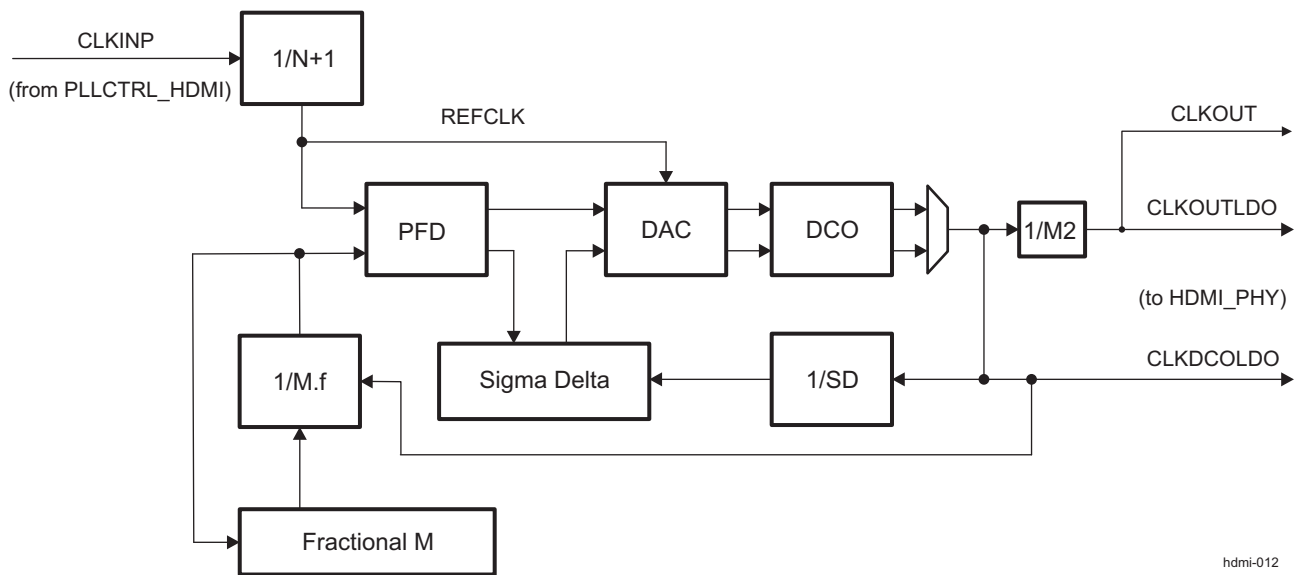 CLKINP
1/N+1
(from PLLCTRL_HDMI)
REFCLK
CLKOUT
PFD
DAC
DCO
1/M2
CLKOUTLDO
(to HDMI_PHY)
1/M.f
Sigma Delta
1/SD
CLKDCOLDO
Fractional M
hdmi-012